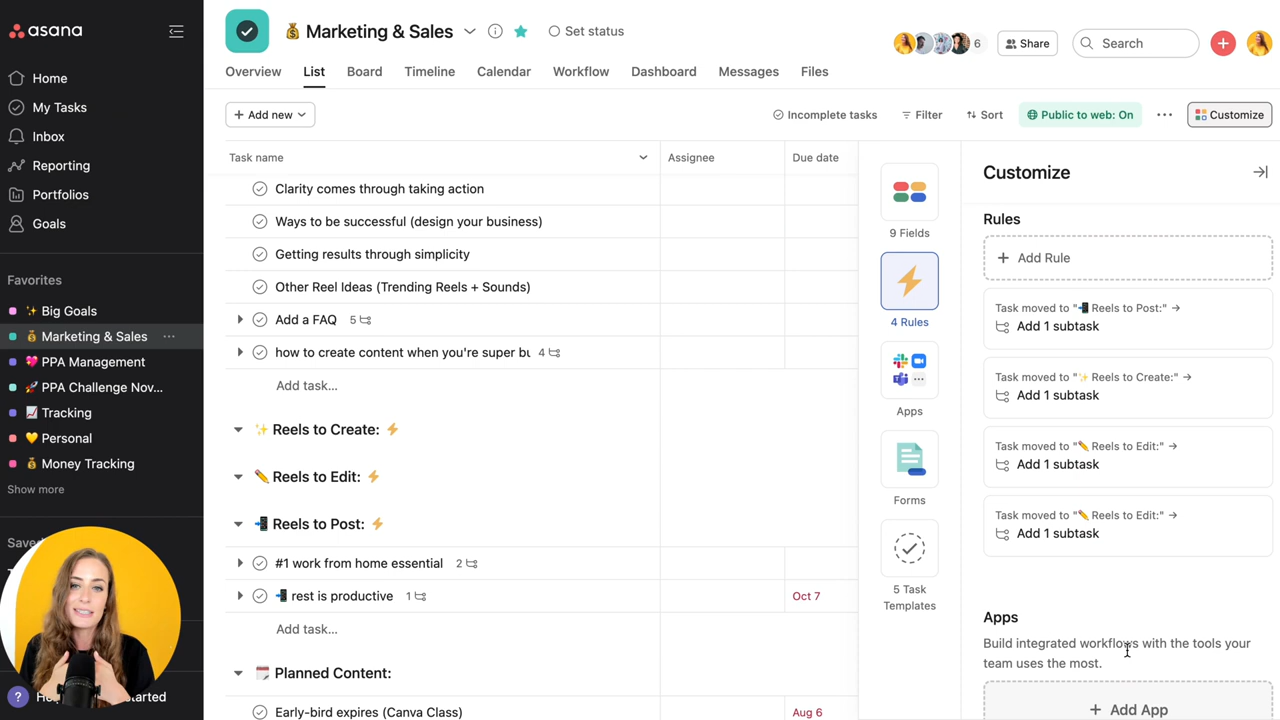 asana
Home
My Tasks
Inbox
Reporting
Portfolios
Goals
Favorites
✨ Big Goals
💰 Marketing & Sales ...
💖 PPA Management
🚀 PPA Challenge Nov...
📈 Tracking
💛 Personal
💰 Money Tracking
Show more
Save
?
💰 Marketing & Sales
Set status
6
Share
Search
Overview
List
Board
Timeline
Calendar
Workflow
Dashboard
Messages
Files
+ Add new
Incomplete tasks
Filter
Sort
Public to web: On
...
Customize
Task name
Assignee
Due date
Clarity comes through taking action
Ways to be successful (design your business)
Getting results through simplicity
Other Reel Ideas (Trending Reels + Sounds)
Add a FAQ 5
how to create content when you're super bu 4
Add task...
✨ Reels to Create: ⚡
✏️ Reels to Edit: ⚡
📲 Reels to Post: ⚡
#1 work from home essential 2
📲 rest is productive 1
Oct 7
Add task...
🗓️ Planned Content:
Early-bird expires (Canva Class)
Aug 6
9 Fields
4 Rules
Apps
Forms
5 Task
Templates
Customize
Rules
+ Add Rule
Task moved to "📲 Reels to Post:" →
Add 1 subtask
Task moved to "✨ Reels to Create:" →
Add 1 subtask
Task moved to "✏️ Reels to Edit:" →
Add 1 subtask
Task moved to "✏️ Reels to Edit:" →
Add 1 subtask
Apps
Build integrated workflows with the tools your
team uses the most.
+ Add App